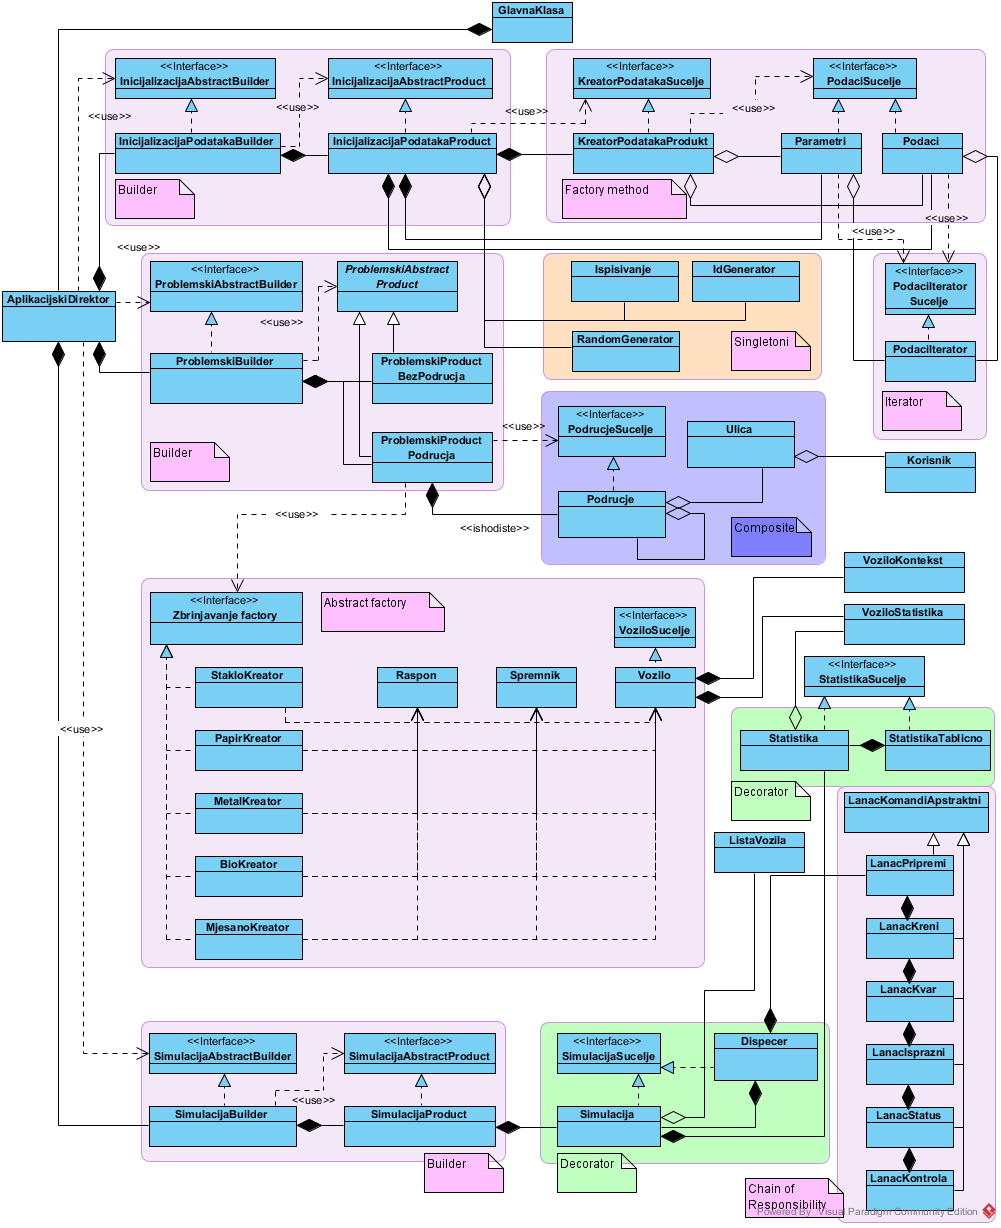 GlavnaKlasa
<<Interface>>
InicijalizacijaAbstractBuilder
<<Interface>>
InicijalizacijaAbstractProduct
<<Interface>>
KreatorPodatakaSucelje
<<Interface>>
PodaciSucelje
<<use>>
<<use>>
<<use>>
<<use>>
InicijalizacijaPodatakaBuilder
InicijalizacijaPodatakaProduct
KreatorPodatakaProdukt
Parametri
Podaci
Builder
Factory method
<<use>>
<<use>>
<<use>>
<<Interface>>
ProblemskiAbstractBuilder
ProblemskiAbstract
Product
Ispisivanje
IdGenerator
<<Interface>>
PodaciIterator
Sucelje
AplikacijskiDirektor
<<use>>
RandomGenerator
Singletoni
PodaciIterator
ProblemskiBuilder
ProblemskiProduct
BezPodrucja
Iterator
<<Interface>>
PodrucjeSucelje
Ulica
<<use>>
ProblemskiProduct
Podrucja
Builder
Korisnik
Podrucje
<<use>>
<<ishodiste>>
Composite
VoziloKontekst
<<Interface>>
Zbrinjavanje factory
Abstract factory
<<Interface>>
VoziloSucelje
VoziloStatistika
StakloKreator
Raspon
Spremnik
Vozilo
<<Interface>>
StatistikaSucelje
<<use>>
PapirKreator
Statistika
StatistikaTablicno
Decorator
MetalKreator
LanacKomandiApstraktni
ListaVozila
BioKreator
LanacPripremi
MjesanoKreator
LanacKreni
LanacKvar
<<Interface>>
SimulacijaAbstractBuilder
<<Interface>>
SimulacijaAbstractProduct
<<Interface>>
SimulacijaSucelje
Dispecer
LanacIsprazni
<<use>>
SimulacijaBuilder
SimulacijaProduct
Simulacija
LanacStatus
Builder
Decorator
LanacKontrola
Chain of
Responsibility
Powered By Visual Paradigm Community Edition